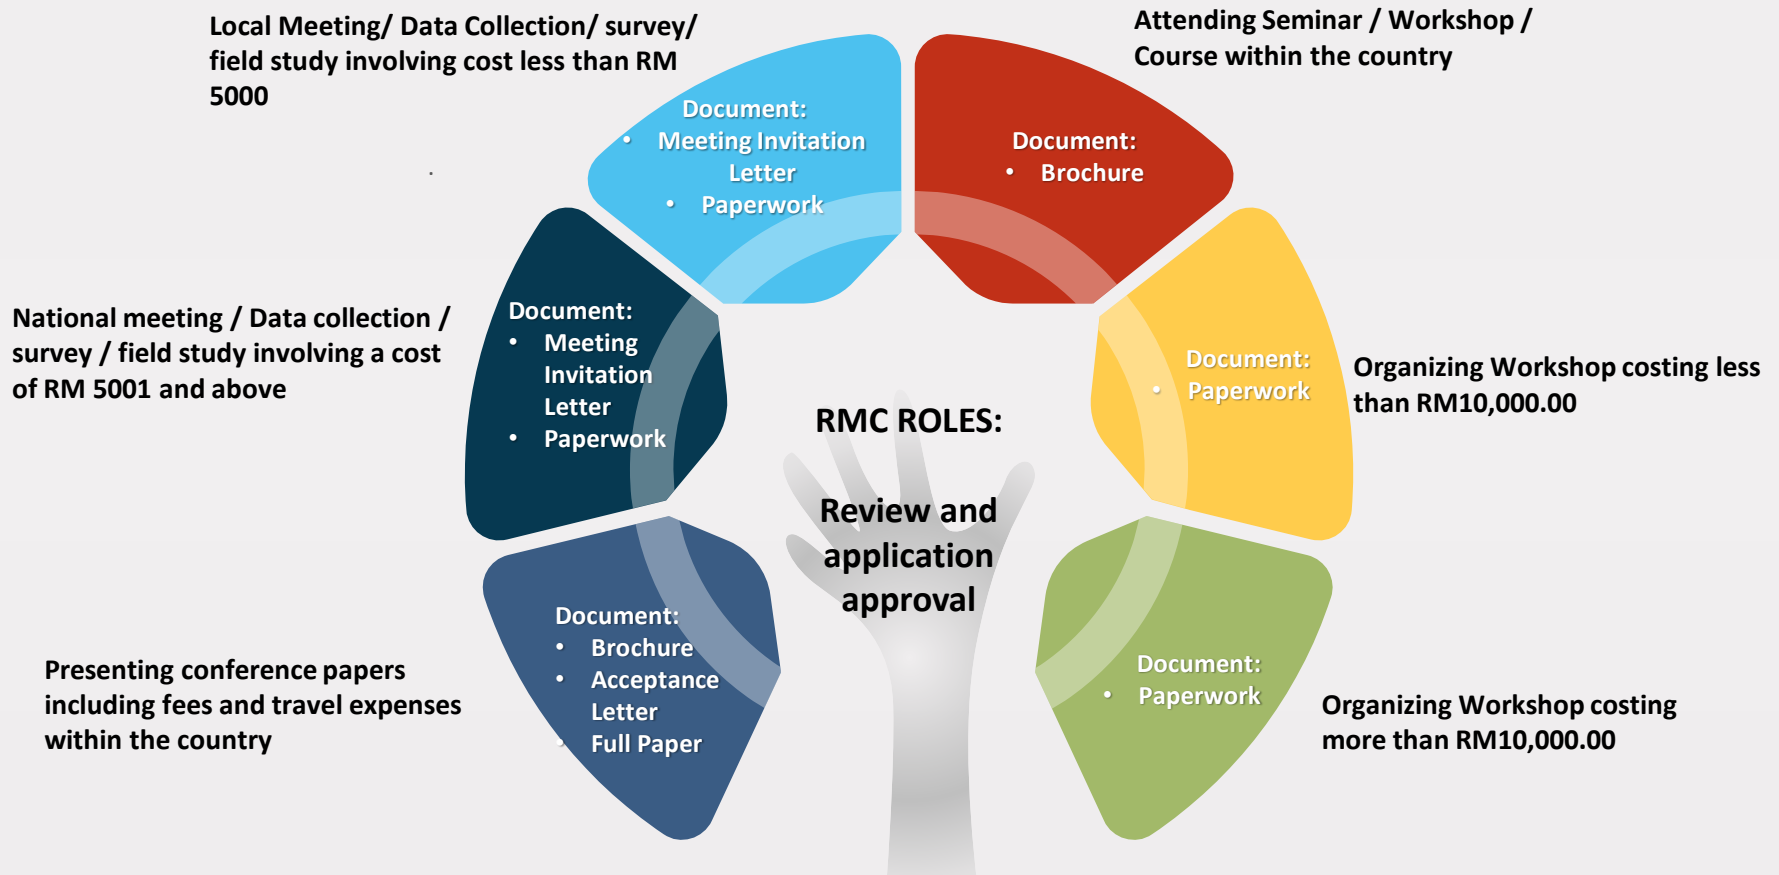 Local Meeting/ Data Collection/ survey/
field study involving cost less than RM
5000
Document:
• Meeting Invitation
Letter
• Paperwork
Attending Seminar / Workshop /
Course within the country
Document:
• Brochure
National meeting / Data collection /
survey / field study involving a cost
of RM 5001 and above
Document:
• Meeting
Invitation
Letter
• Paperwork
Document:
• Paperwork
Organizing Workshop costing less
than RM10,000.00
RMC ROLES:
Review and
application
approval
Presenting conference papers
including fees and travel expenses
within the country
Document:
• Brochure
• Acceptance
Letter
• Full Paper
Document:
• Paperwork
Organizing Workshop costing
more than RM10,000.00